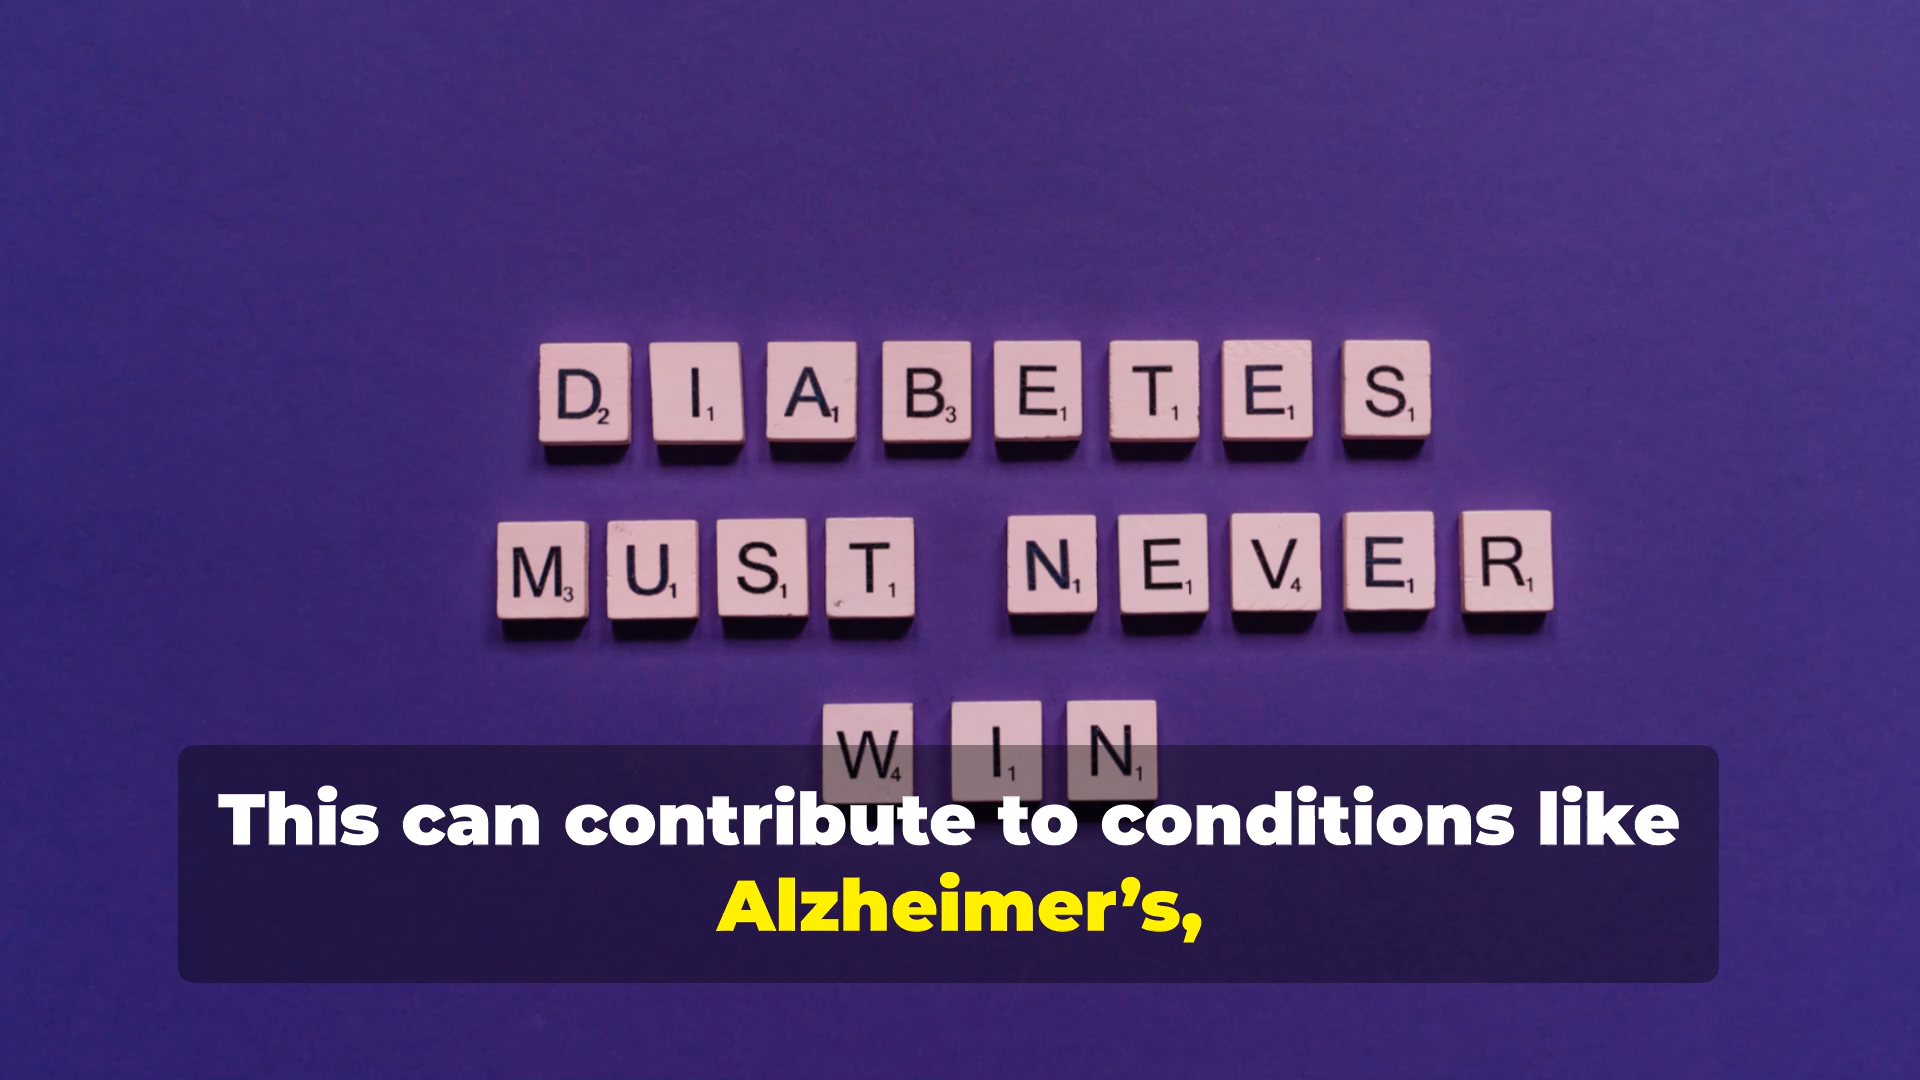 DIABETES
MUST NEVER
WIN
This can contribute to conditions like
Alzheimer’s,